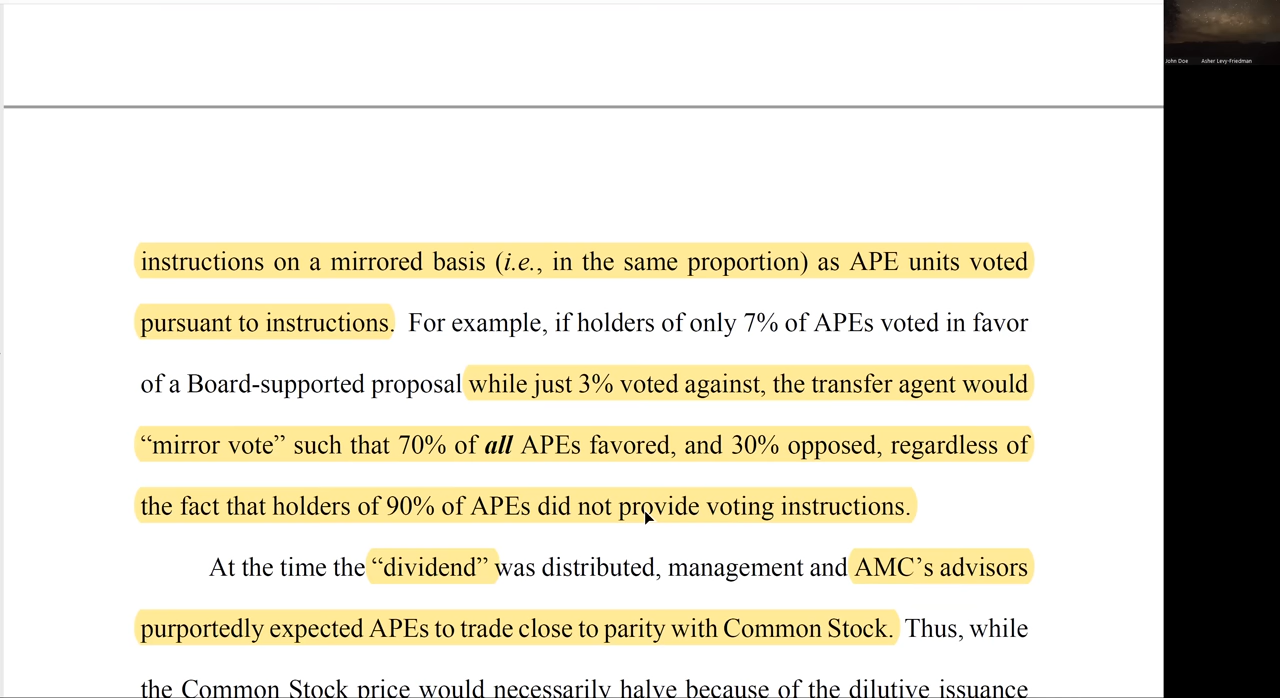 John Doe
Asher Levy-Friedman
instructions on a mirrored basis (i.e., in the same proportion) as APE units voted
pursuant to instructions. For example, if holders of only 7% of APEs voted in favor
of a Board-supported proposal while just 3% voted against, the transfer agent would
“mirror vote” such that 70% of all APEs favored, and 30% opposed, regardless of
the fact that holders of 90% of APEs did not provide voting instructions.
At the time the “dividend” was distributed, management and AMC’s advisors
purportedly expected APEs to trade close to parity with Common Stock. Thus, while
the Common Stock price would necessarily halve because of the dilutive issuance